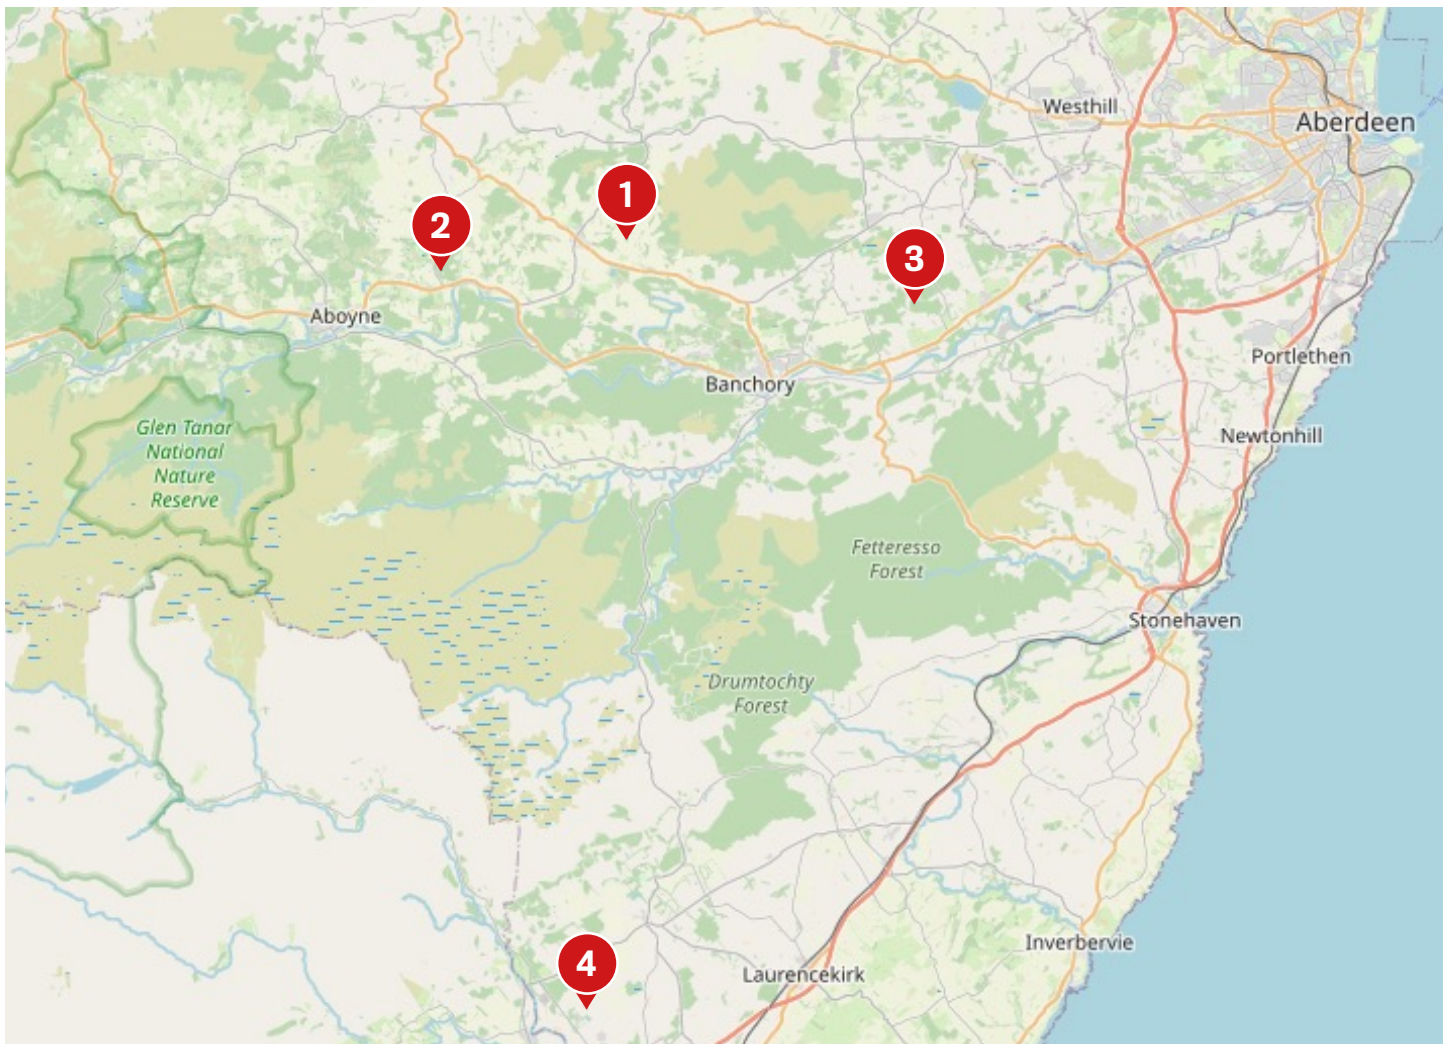 Westhill
Aberdeen
1
2
3
Aboyne
Portlethen
Banchory
Glen Tanar
National
Nature
Reserve
Newtonhill
Fetteresso
Forest
Stonehaven
Drumtochty
Forest
Inverbervie
4
Laurencekirk